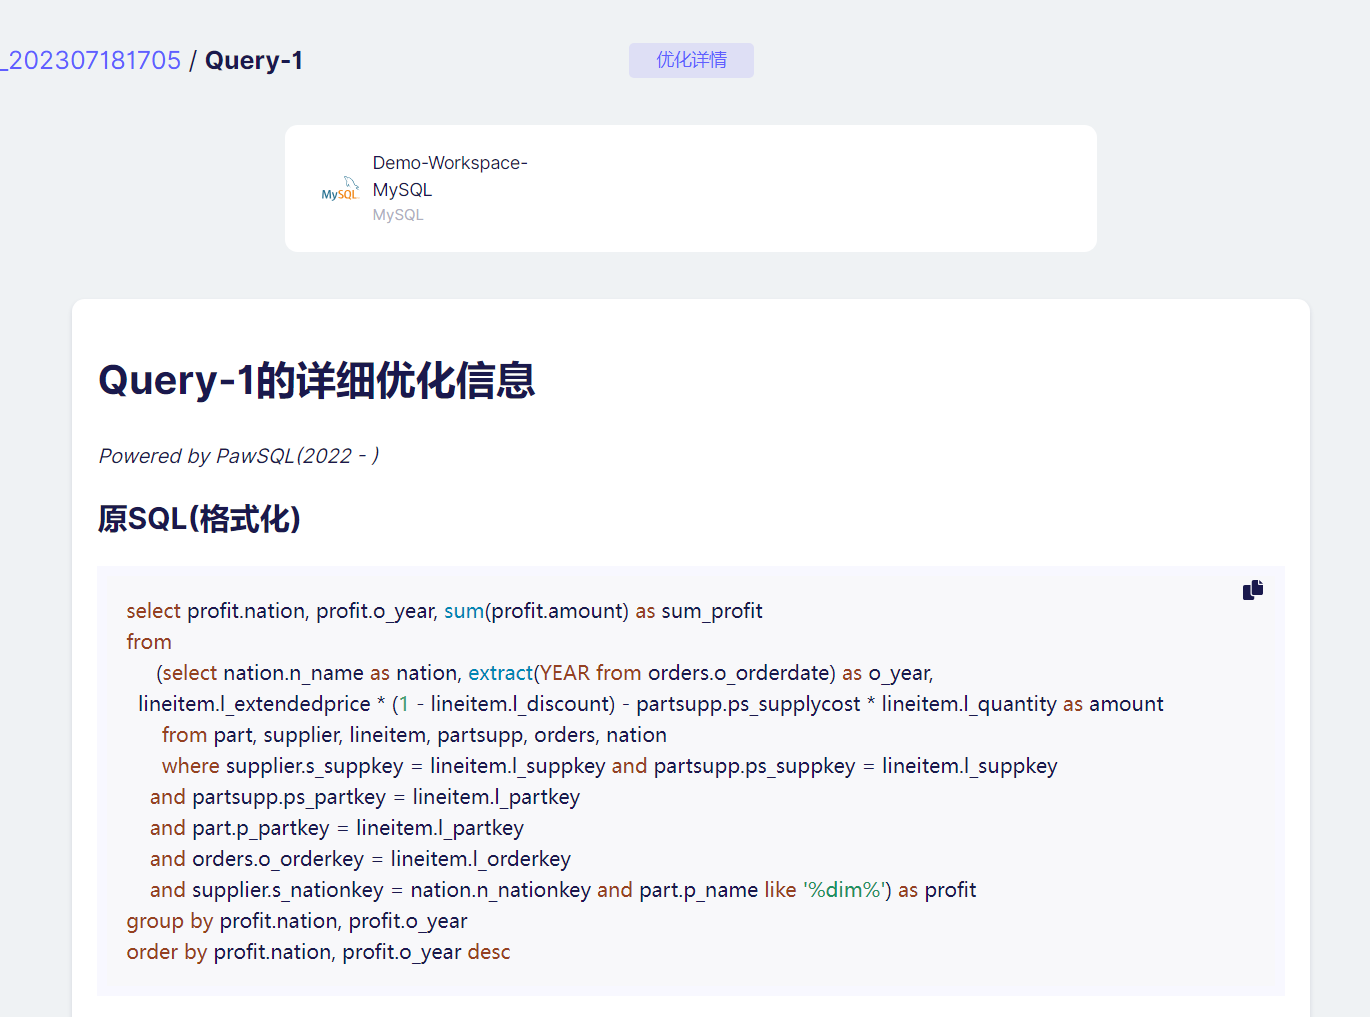 _202307181705 / Query-1
优化详情
MySQL
Demo-Workspace-
MySQL
MySQL
Query-1的详细优化信息
Powered by PawSQL(2022 - )
原SQL(格式化)
select profit.nation, profit.o_year, sum(profit.amount) as sum_profit
from
(select nation.n_name as nation, extract(YEAR from orders.o_orderdate) as o_year,
lineitem.l_extendedprice * (1 - lineitem.l_discount) - partsupp.ps_supplycost * lineitem.l_quantity as amount
from part, supplier, lineitem, partsupp, orders, nation
where supplier.s_suppkey = lineitem.l_suppkey and partsupp.ps_suppkey = lineitem.l_suppkey
and partsupp.ps_partkey = lineitem.l_partkey
and part.p_partkey = lineitem.l_partkey
and orders.o_orderkey = lineitem.l_orderkey
and supplier.s_nationkey = nation.n_nationkey and part.p_name like '%dim%') as profit
group by profit.nation, profit.o_year
order by profit.nation, profit.o_year desc